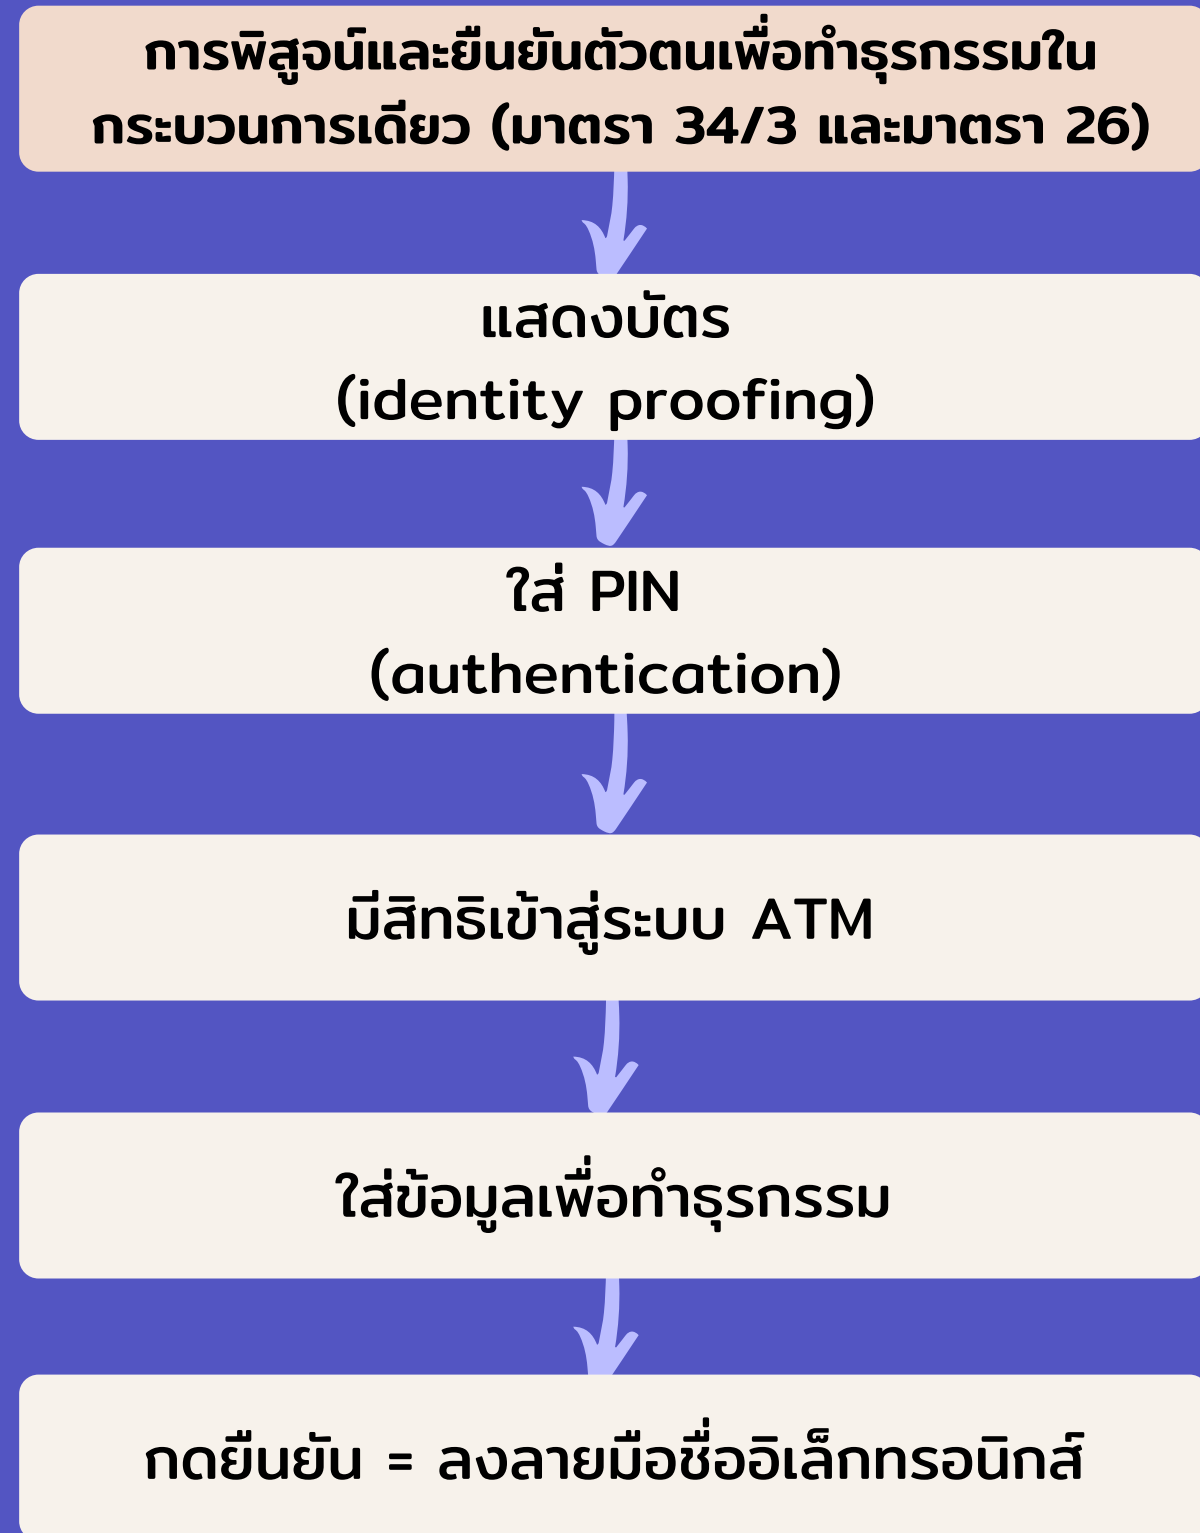 การพิสูจน์และยืนยันตัวตนเพื่อทำธุรกรรมใน
กระบวนการเดียว (มาตรา 34/3 และมาตรา 26)
แสดงบัตร
(identity proofing)
ใส่ PIN
(authentication)
มีสิทธิเข้าสู่ระบบ ATM
ใส่ข้อมูลเพื่อทำธุรกรรม
กดยืนยัน = ลงลายมือชื่ออิเล็กทรอนิกส์